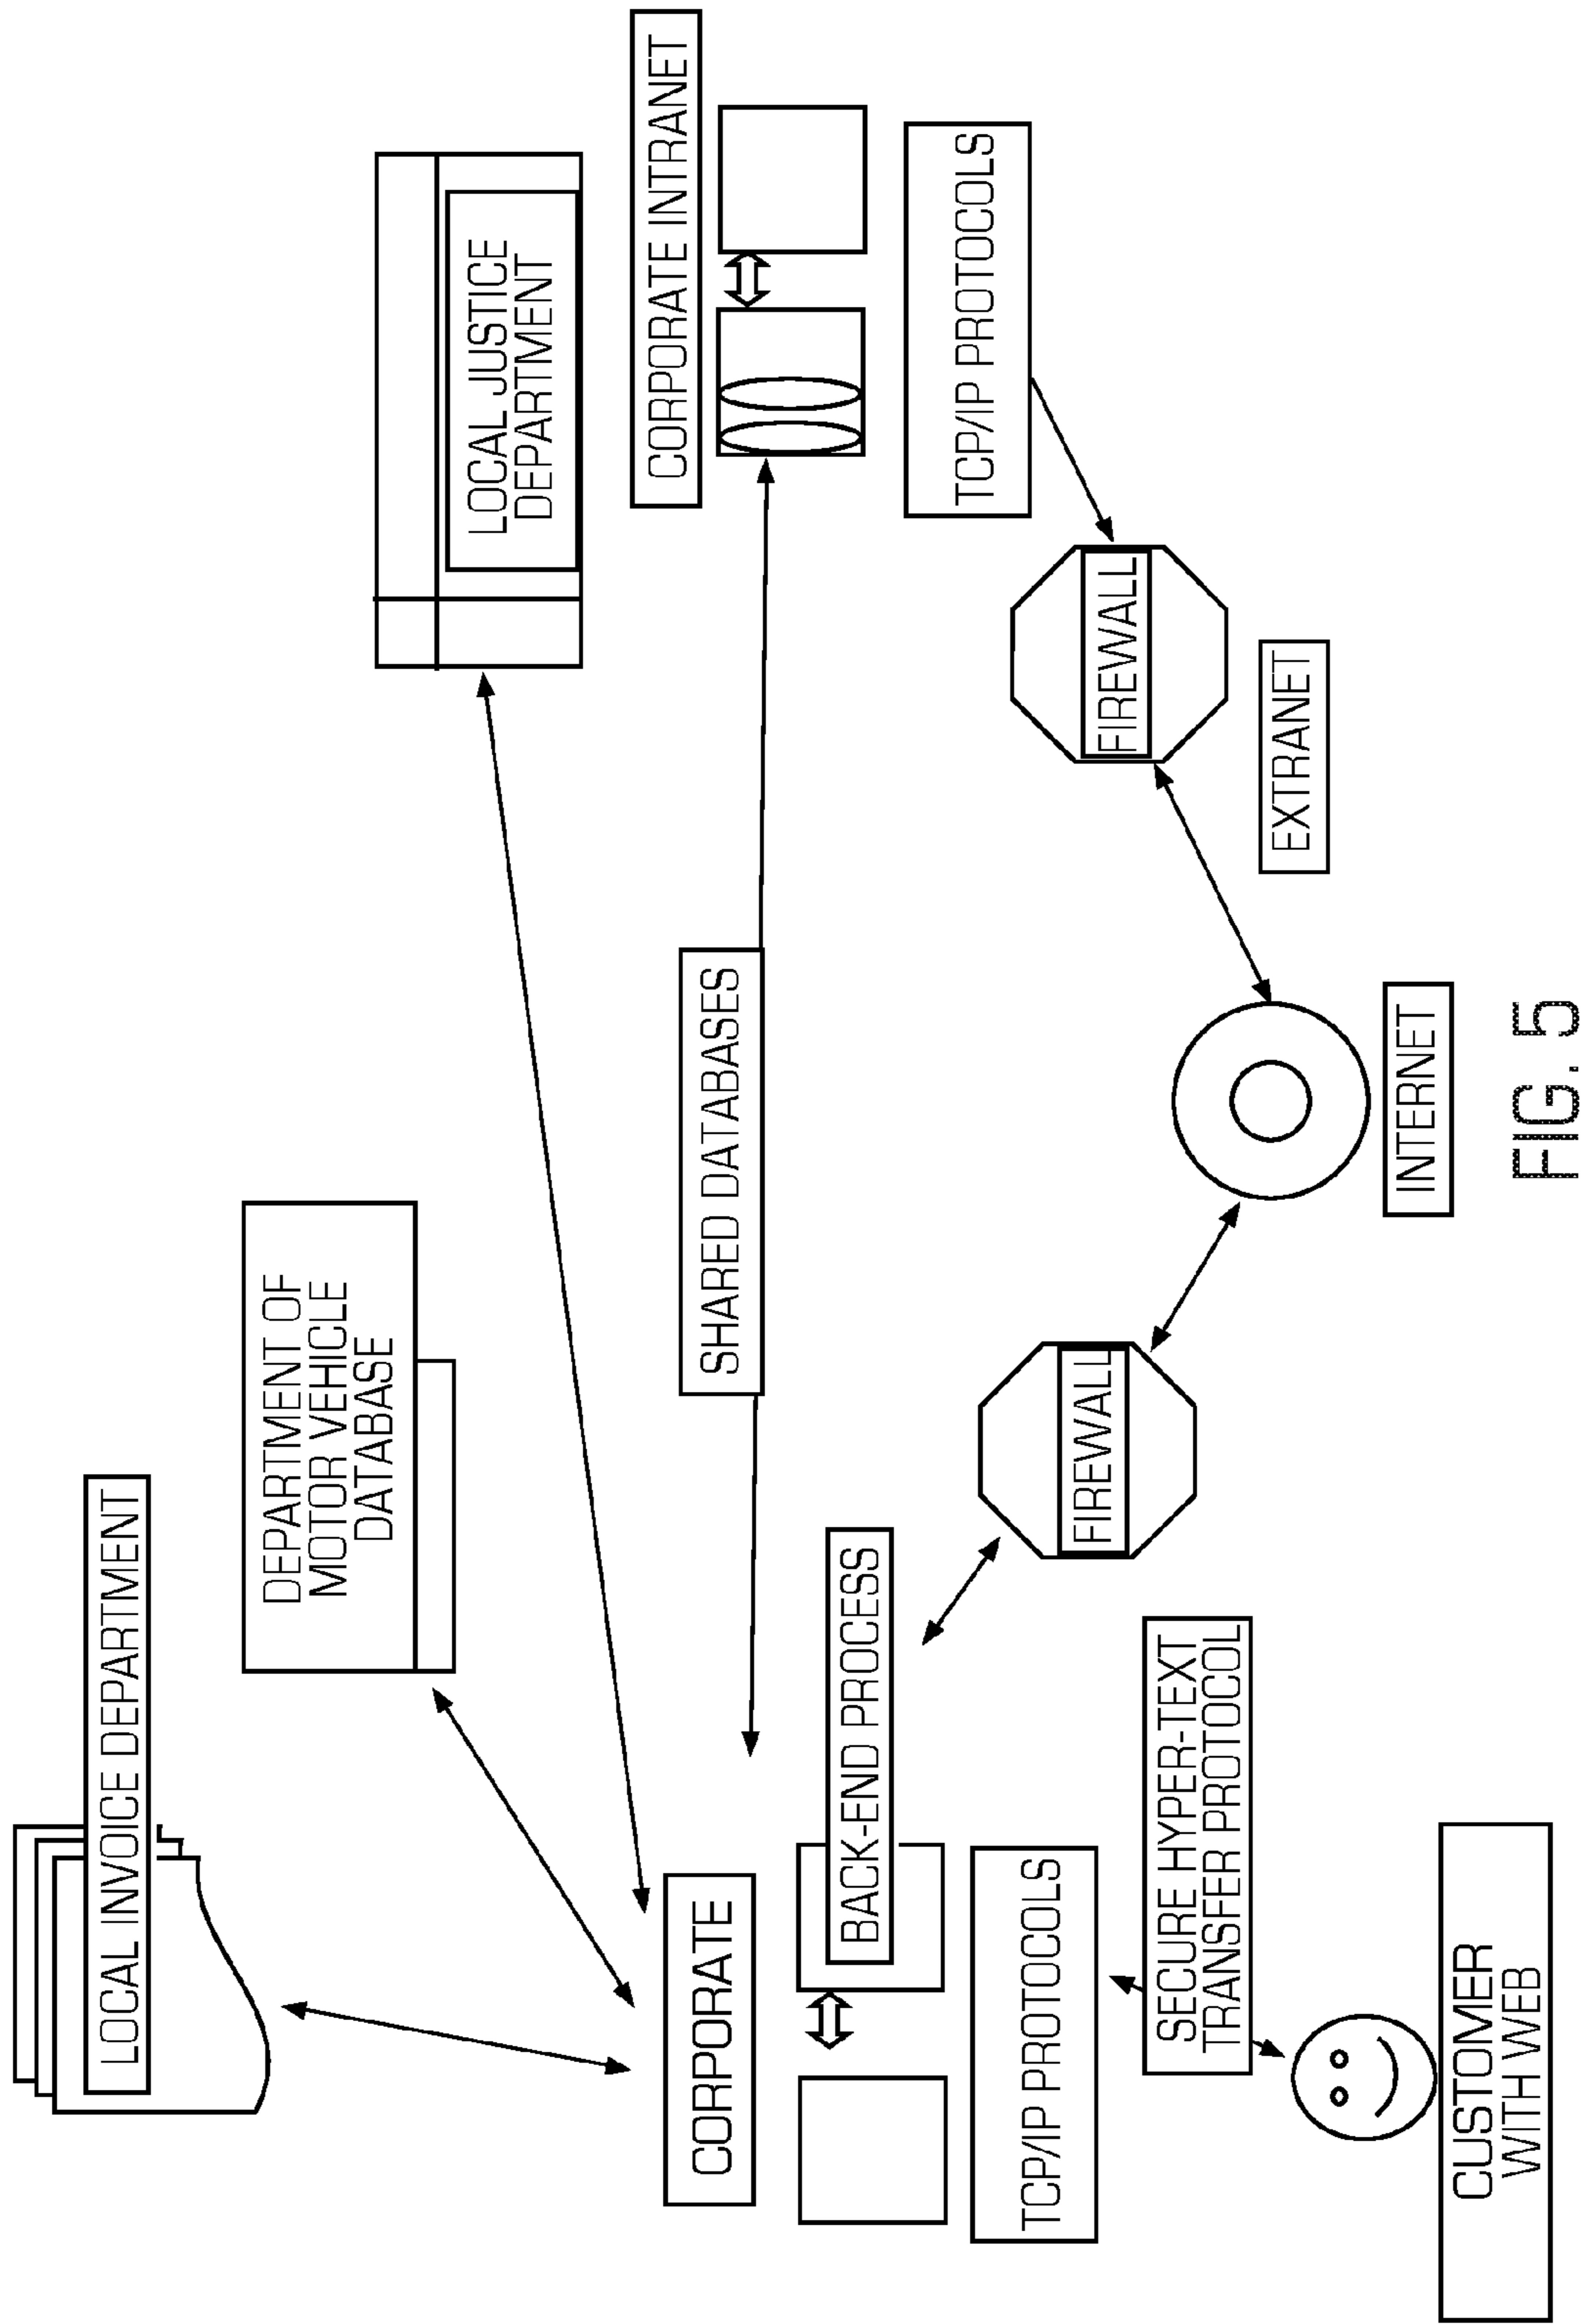 LOCAL INVOICE DEPARTMENT
DEPARTMENT OF
MOTOR VEHICLE
DATABASE
LOCAL JUSTICE
DEPARTMENT
CORPORATE
SHARED DATABASES
CORPORATE INTRANET
BACK-END PROCESS
TCP/IP PROTOCOLS
TCP/IP PROTOCOLS
FIREWALL
FIREWALL
SECURE HYPER-TEXT
TRANSFER PROTOCOL
EXTRANET
CUSTOMER
WITH WEB
INTERNET
FIG. 5